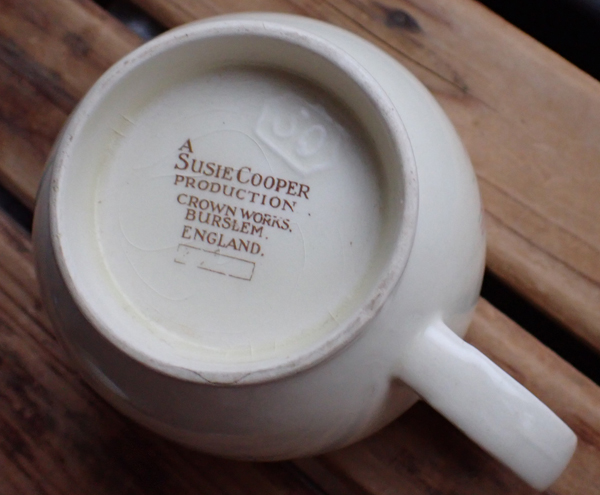 A
SUSIE COOPER
PRODUCTION
CROWN WORKS,
BURSLEM.
ENGLAND.